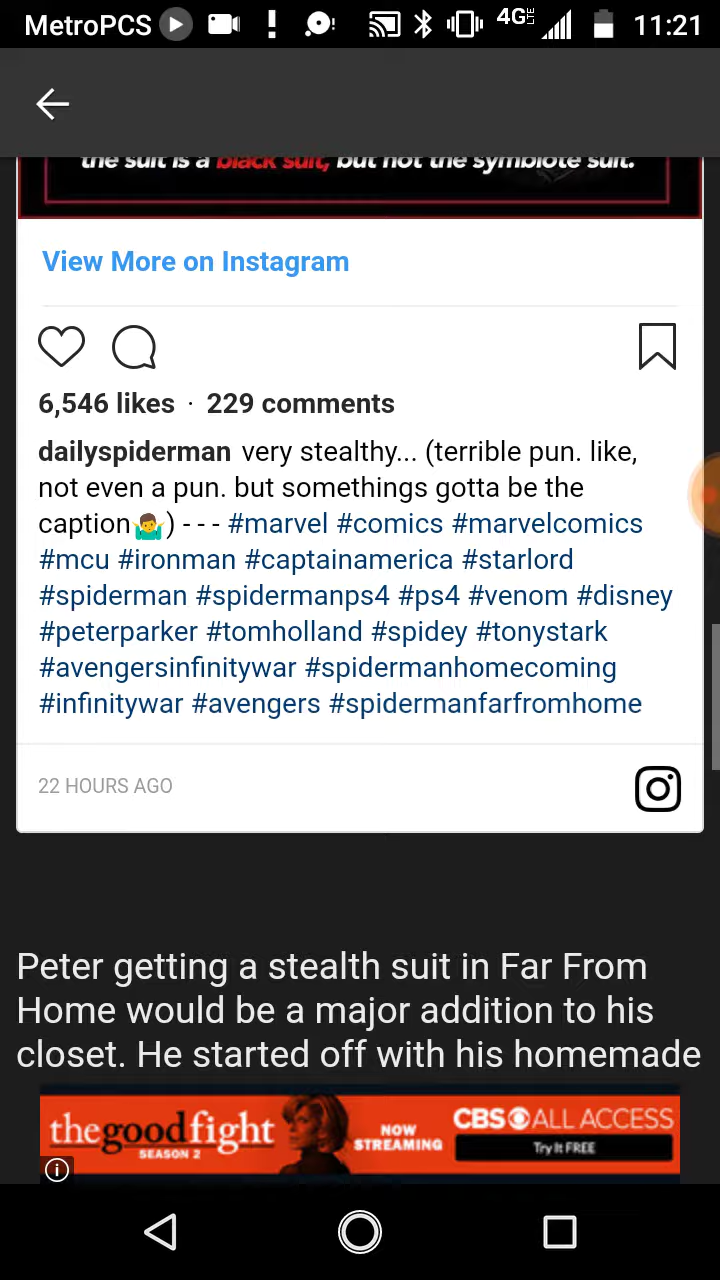 MetroPCS 4G LTE 11:21
the suit is a black suit, but not the symbiote suit.
View More on Instagram
6,546 likes · 229 comments
dailyspiderman very stealthy... (terrible pun. like,
not even a pun. but somethings gotta be the
caption🤷‍♂️) - - - #marvel #comics #marvelcomics
#mcu #ironman #captainamerica #starlord
#spiderman #spidermanps4 #ps4 #venom #disney
#peterparker #tomholland #spidey #tonystark
#avengersinfinitywar #spidermanhomecoming
#infinitywar #avengers #spidermanfarfromhome
22 HOURS AGO
Peter getting a stealth suit in Far From
Home would be a major addition to his
closet. He started off with his homemade
thegoodfight
SEASON 2
NOW
STREAMING
CBS ALL ACCESS
Try It FREE